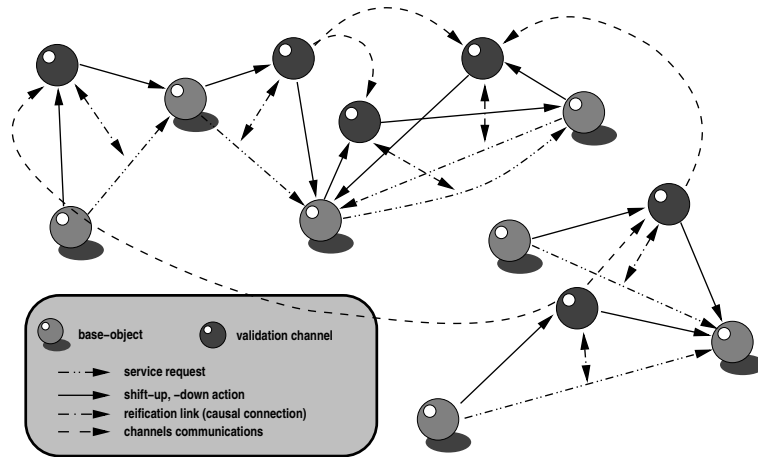 base-object
validation channel
service request
shift-up, -down action
reification link (causal connection)
channels communications